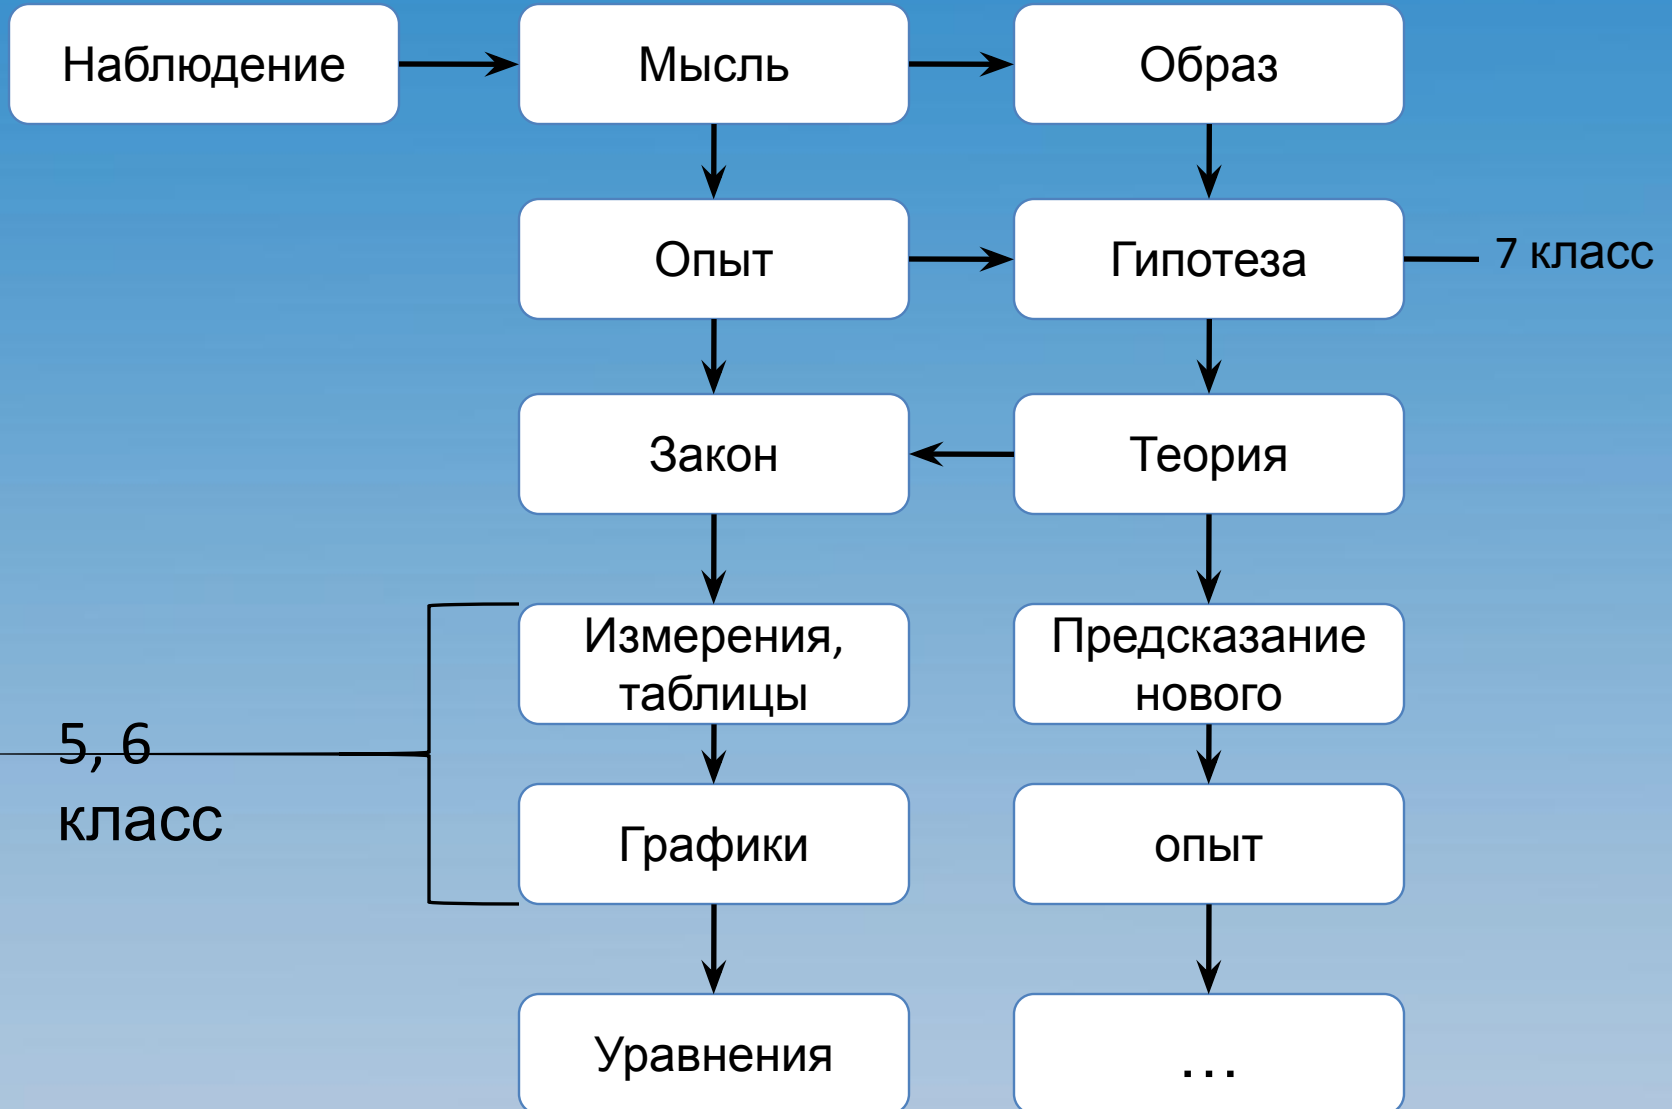 Наблюдение
Мысль
Образ
Опыт
Гипотеза
7 класс
Закон
Теория
Измерения,
таблицы
Предсказание
нового
5, 6
класс
Графики
опыт
Уравнения
...